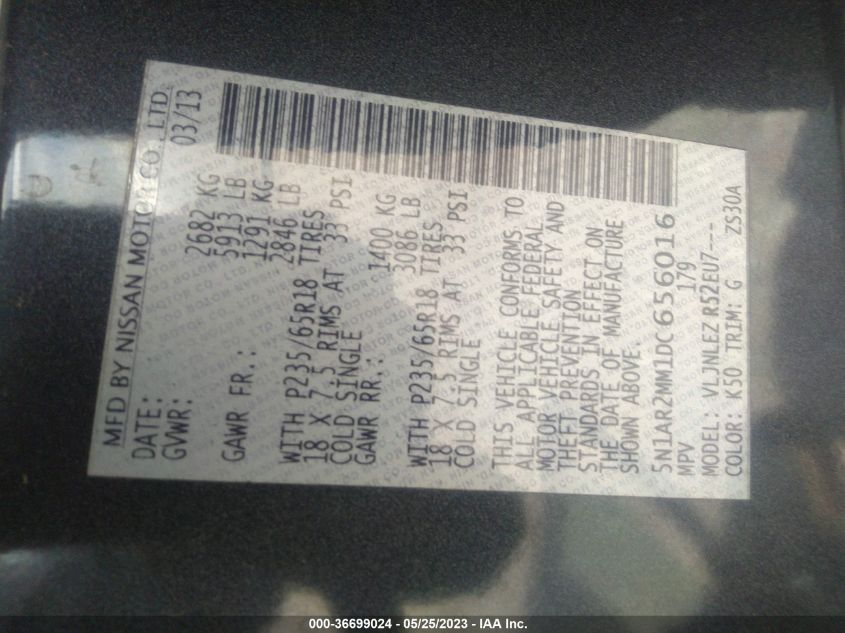 MFD BY NISSAN MOTOR CO., LTD.
DATE: 03/13
GVWR: 2682 KG
5913 LB
GAWR FR.: 1291 KG
2846 LB
WITH P235/65R18 TIRES
18 X 7.5 RIMS AT 33 PSI
COLD SINGLE
GAWR RR.: 1400 KG
3086 LB
WITH P235/65R18 TIRES
18 X 7.5 RIMS AT 33 PSI
COLD SINGLE
THIS VEHICLE CONFORMS TO
ALL APPLICABLE FEDERAL
MOTOR VEHICLE SAFETY AND
THEFT PREVENTION
STANDARDS IN EFFECT ON
THE DATE OF MANUFACTURE
SHOWN ABOVE.
5N1AR2MM1DC656016
MPV 179
MODEL: VLJNLEZ R52EU7---
COLOR: K50 TRIM: G ZS30A
000-36699024 - 05/25/2023 - IAA Inc.